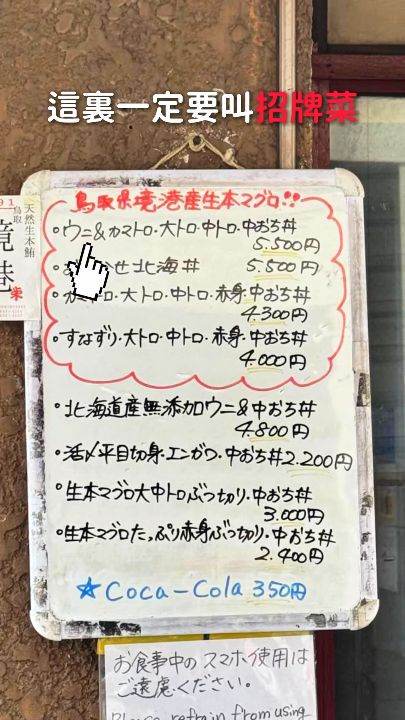 這裏一定要叫招牌菜
鳥取県境港産生本マグロ!!
・ウニ&カマトロ・大トロ・中トロ・中おち丼
5.500円
せ北海丼 5.500円
トロ・大トロ・中トロ・赤身・中おち丼
4.300円
・すなずり・大トロ・中トロ・赤身・中おち丼
4.000円
・北海道産無添加ウニ&中おち丼
4.800円
・活〆平目切身・エンガワ・中おち丼2.200円
・生本マグロ大中トロぶつ切り・中おち丼
3.000円
・生本マグロたっぷり赤身ぶつ切り・中おち丼
2.400円
☆Coca-Cola 350円
天然生本鮪
鳥取
境港
お食事中のスマホ使用は
ご遠慮ください。
Please refrain from using